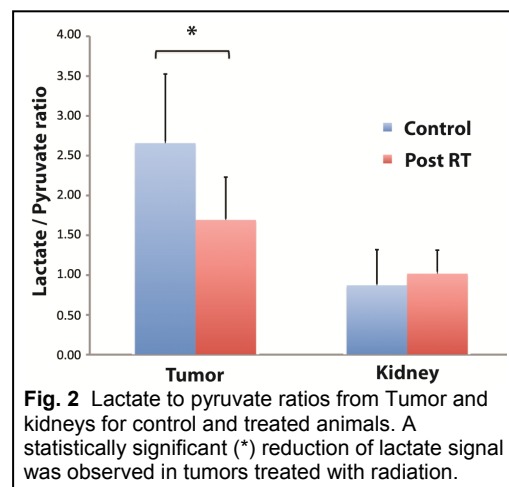 4.00
*
3.50
3.00
2.50
2.00
1.50
1.00
0.50
0.00
Lactate / Pyruvate ratio
Control
Post RT
Tumor
Kidney
Fig. 2 Lactate to pyruvate ratios from Tumor and
kidneys for control and treated animals. A
statistically significant (*) reduction of lactate signal
was observed in tumors treated with radiation.